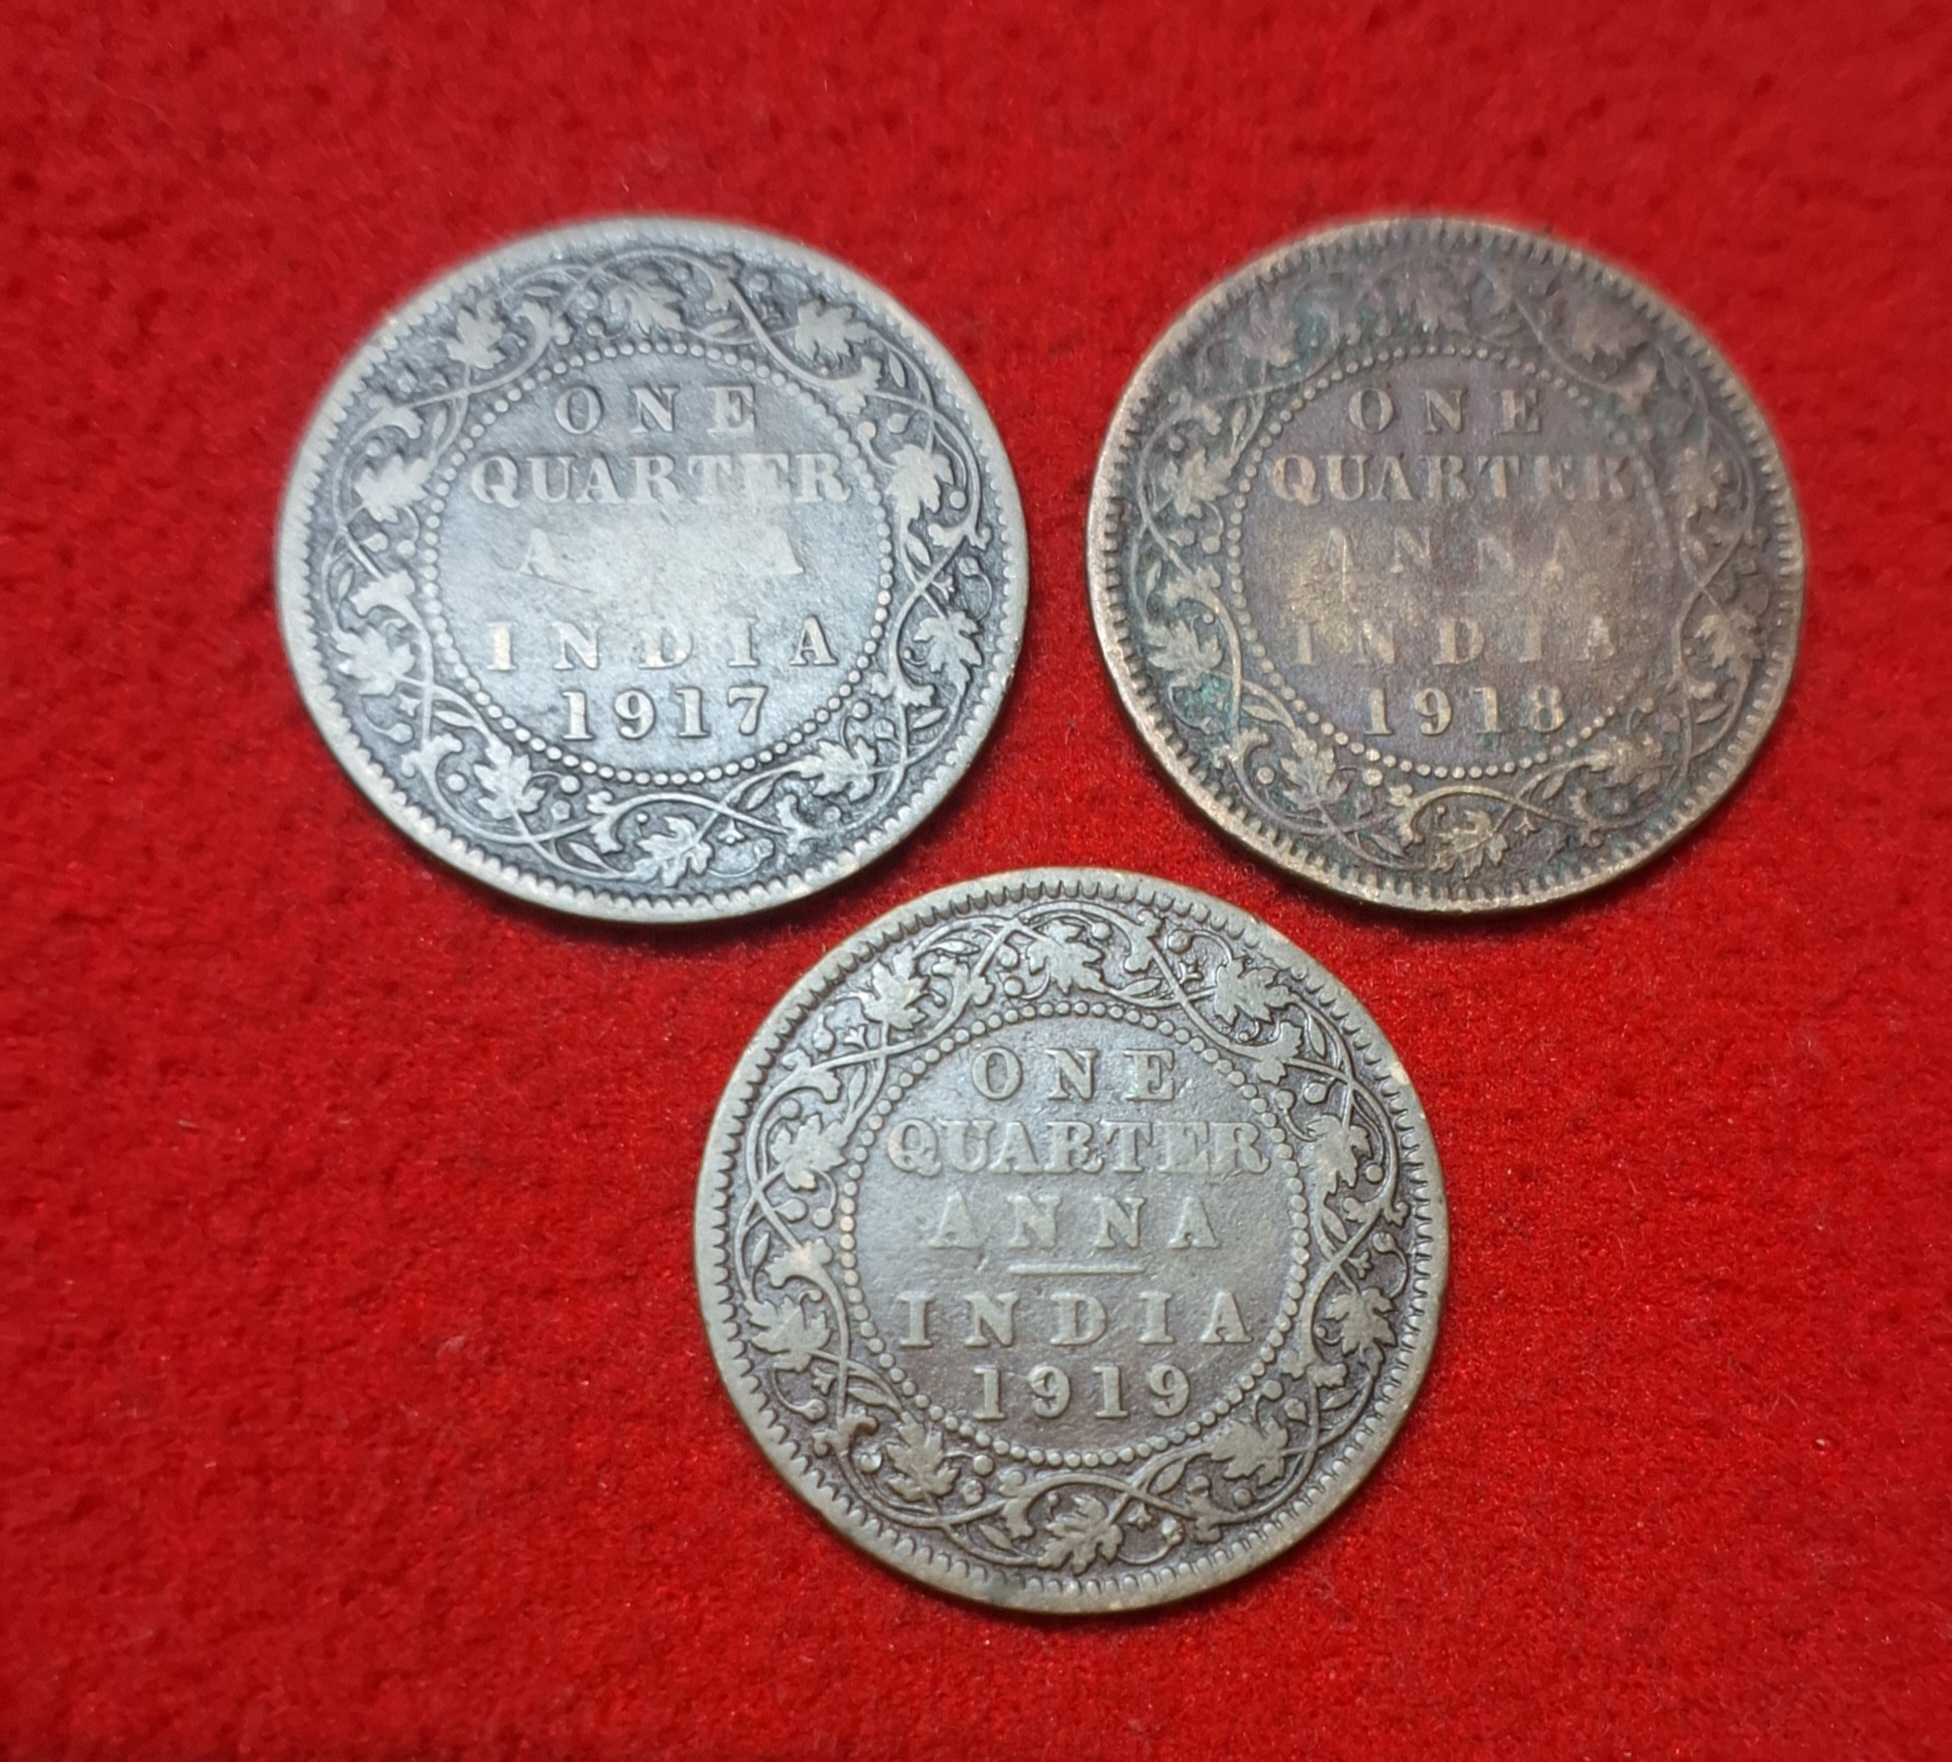 ONE
QUARTER
INDIA
1917
ONE
QUARTER
ANNA
INDIA
1918
ONE
QUARTER
ANNA
INDIA
1919